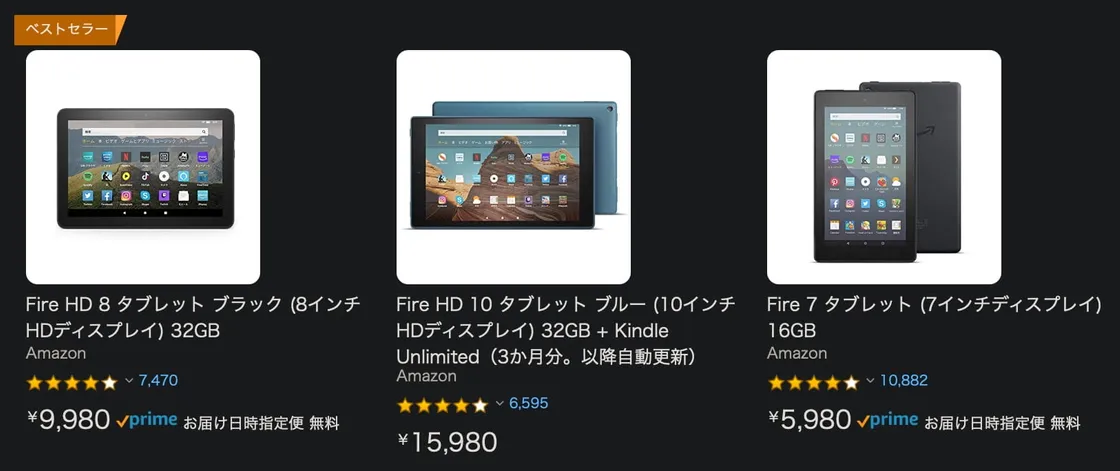 ベストセラー
Fire HD 8 タブレット ブラック (8インチ
HDディスプレイ) 32GB
Amazon
7,470
¥9,980 prime お届け日時指定便 無料
Fire HD 10 タブレット ブルー (10インチ
HDディスプレイ) 32GB + Kindle
Unlimited（3か月分。以降自動更新）
Amazon
6,595
¥15,980
Fire 7 タブレット (7インチディスプレイ)
16GB
Amazon
10,882
¥5,980 prime お届け日時指定便 無料